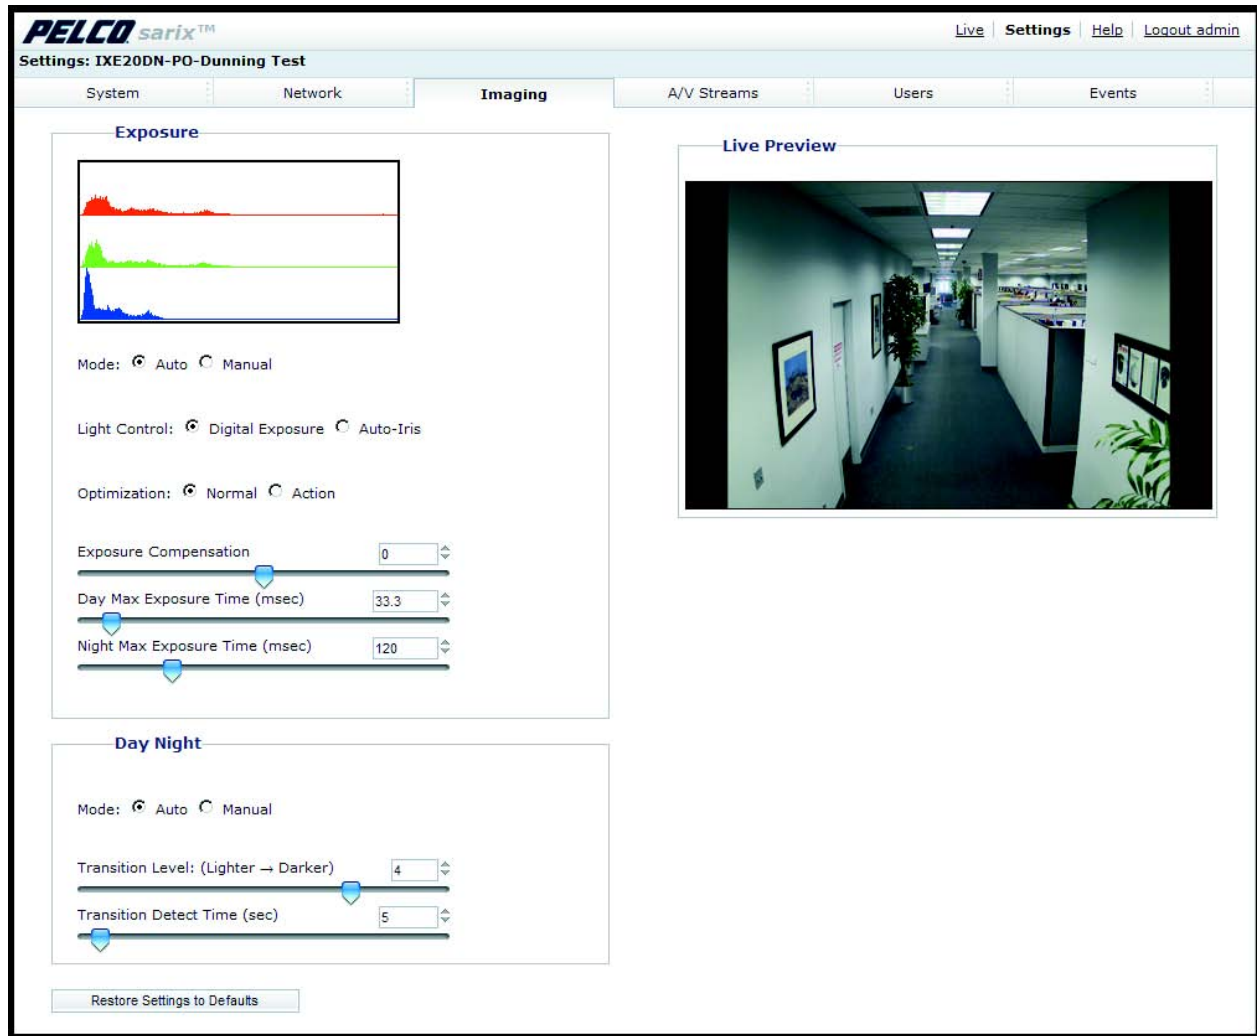 PELCO sarix™
Live Settings Help Logout admin
Settings: IXE20DN-PO-Dunning Test
System Network Imaging A/V Streams Users Events
Exposure
Mode: Auto Manual
Light Control: Digital Exposure Auto-Iris
Optimization: Normal Action
Exposure Compensation 0
Day Max Exposure Time (msec) 33.3
Night Max Exposure Time (msec) 120
Day Night
Mode: Auto Manual
Transition Level: (Lighter → Darker) 4
Transition Detect Time (sec) 5
Restore Settings to Defaults
Live Preview